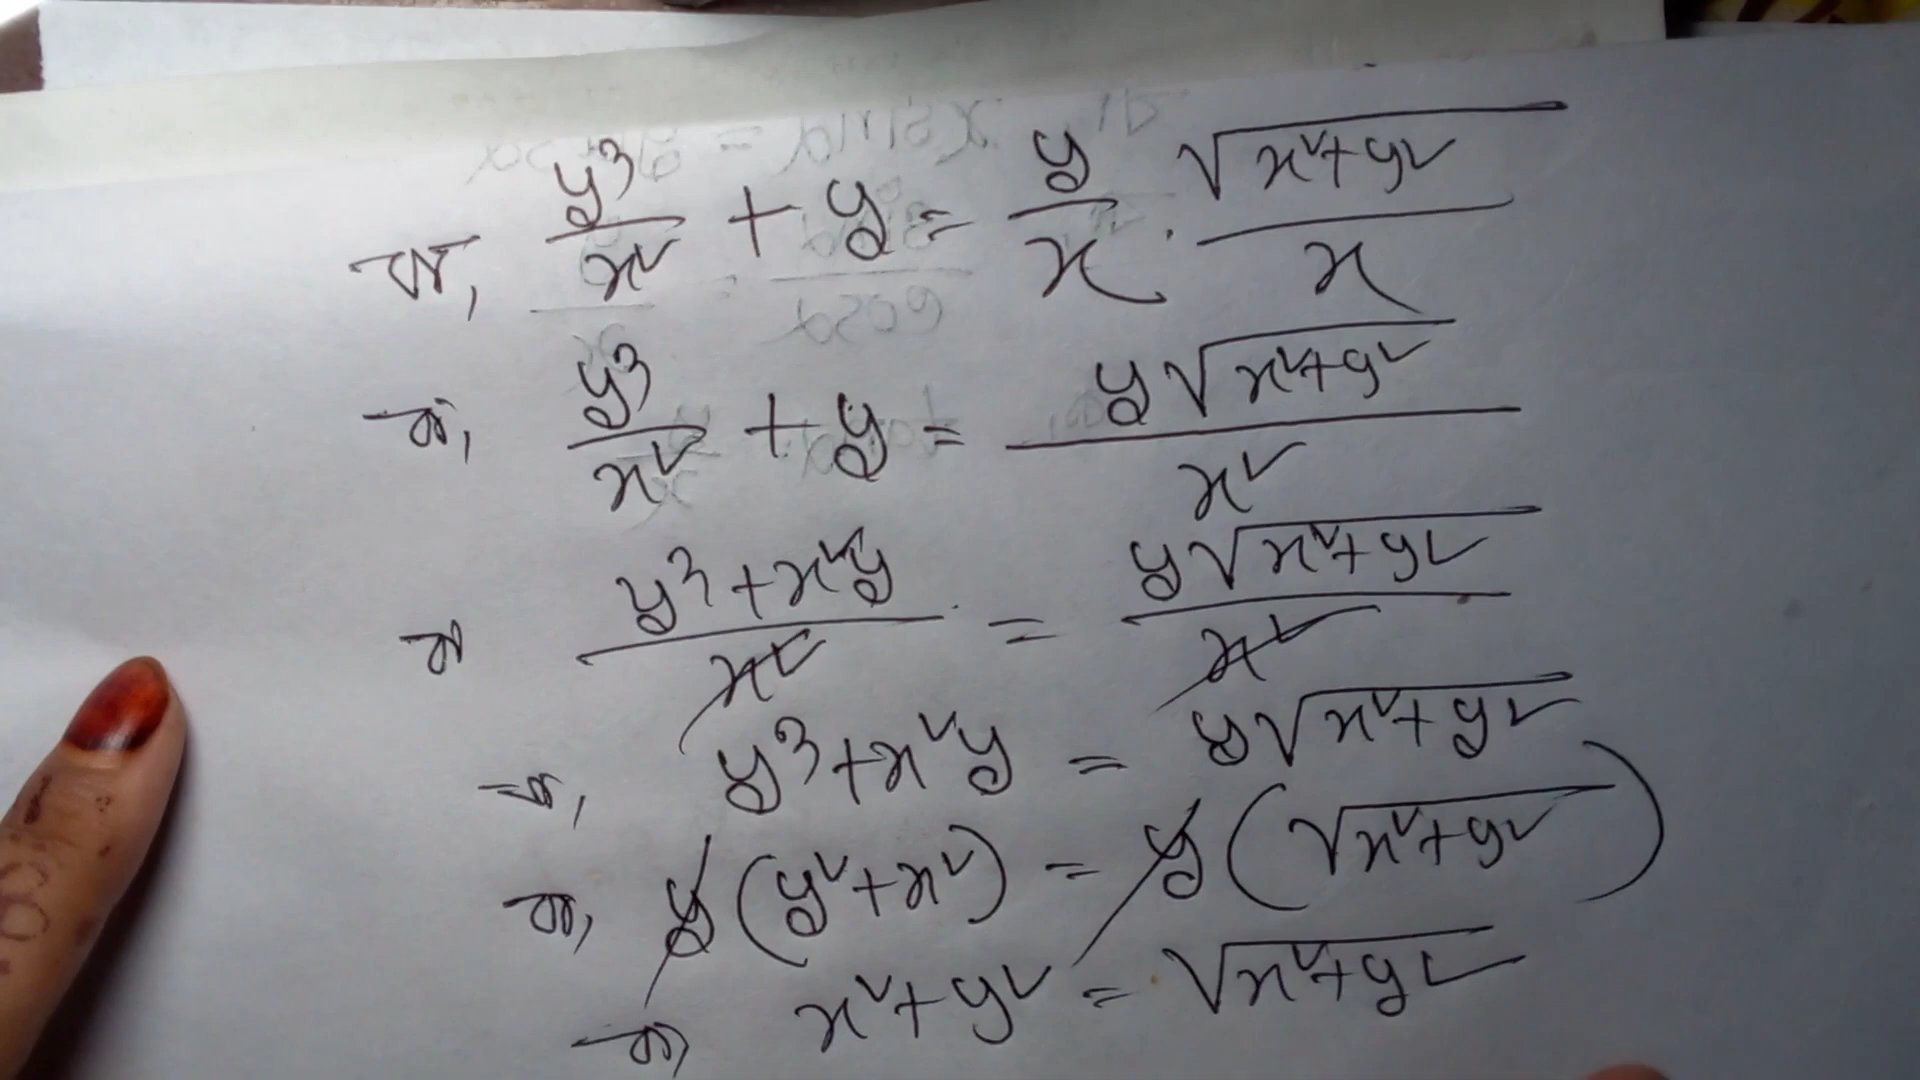 বা, y³/x² + y = y/x · √(x²+y²)/x
বা, y³/x² + y = y√(x²+y²)/x²
বা (y³+x²y)/x² = y√(x²+y²)/x²
বা, y³+x²y = y√(x²+y²)
বা, y(y²+x²) = y(√(x²+y²))
বা, x²+y² = √(x²+y²)